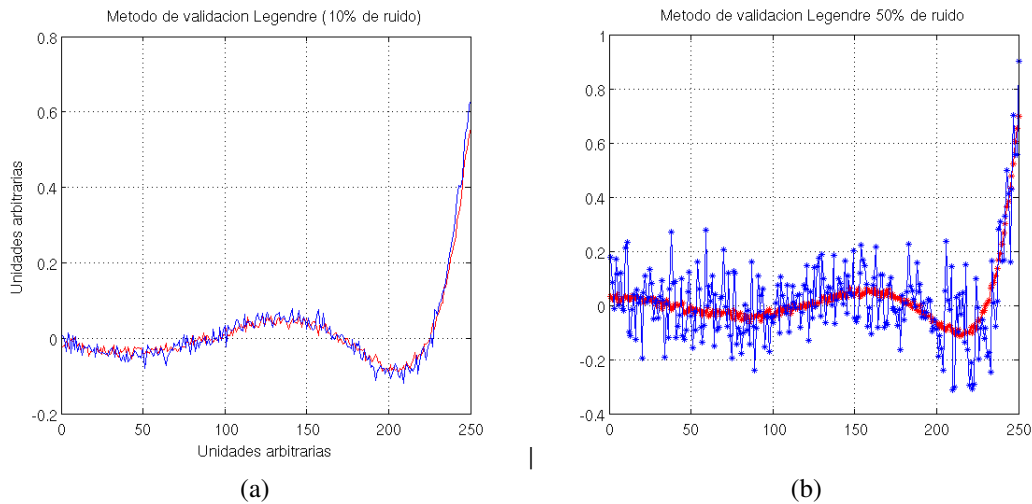 Metodo de validacion Legendre (10% de ruido)
0.8
0.6
0.4
0.2
0
-0.2
Unidades arbitrarias
0 50 100 150 200 250
Unidades arbitrarias
(a)
Metodo de validacion Legendre 50% de ruido
1
0.8
0.6
0.4
0.2
0
-0.2
-0.4
0 50 100 150 200 250
(b)